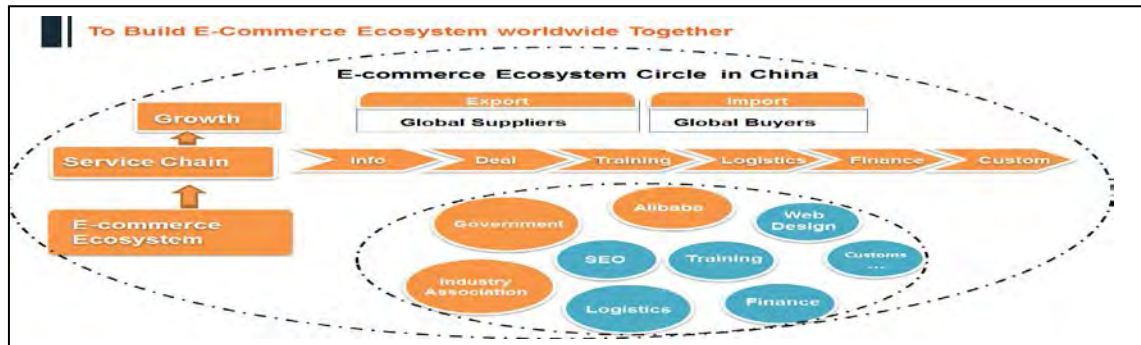 To Build E-Commerce Ecosystem worldwide Together
E-commerce Ecosystem Circle in China
Export
Import
Global Suppliers
Global Buyers
Growth
Service Chain
E-commerce
Ecosystem
Info
Deal
Training
Logistics
Finance
Custom
Government
Alibaba
Web
Design
SEO
Training
Customs
...
Industry
Association
Logistics
Finance